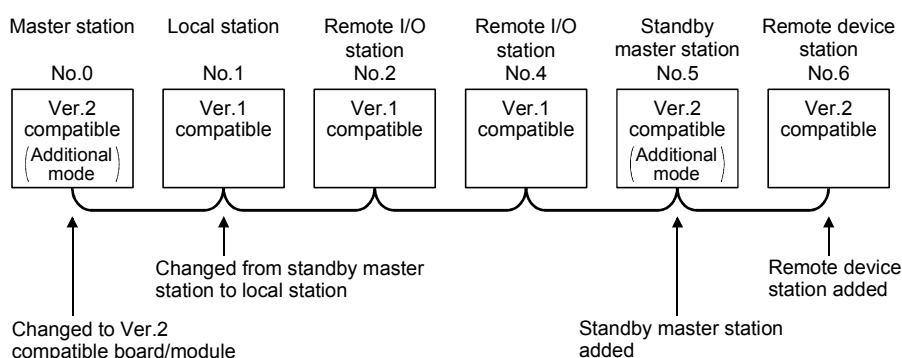 Master station
Local station
Remote I/O
station
Remote I/O
station
Standby
master station
Remote device
station
No.0
No.1
No.2
No.4
No.5
No.6
Ver.2
compatible
(Additional
mode)
Ver.1
compatible
Ver.1
compatible
Ver.1
compatible
Ver.2
compatible
(Additional
mode)
Ver.2
compatible
Changed from standby master
station to local station
Remote device
station added
Changed to Ver.2
compatible board/module
Standby master station
added